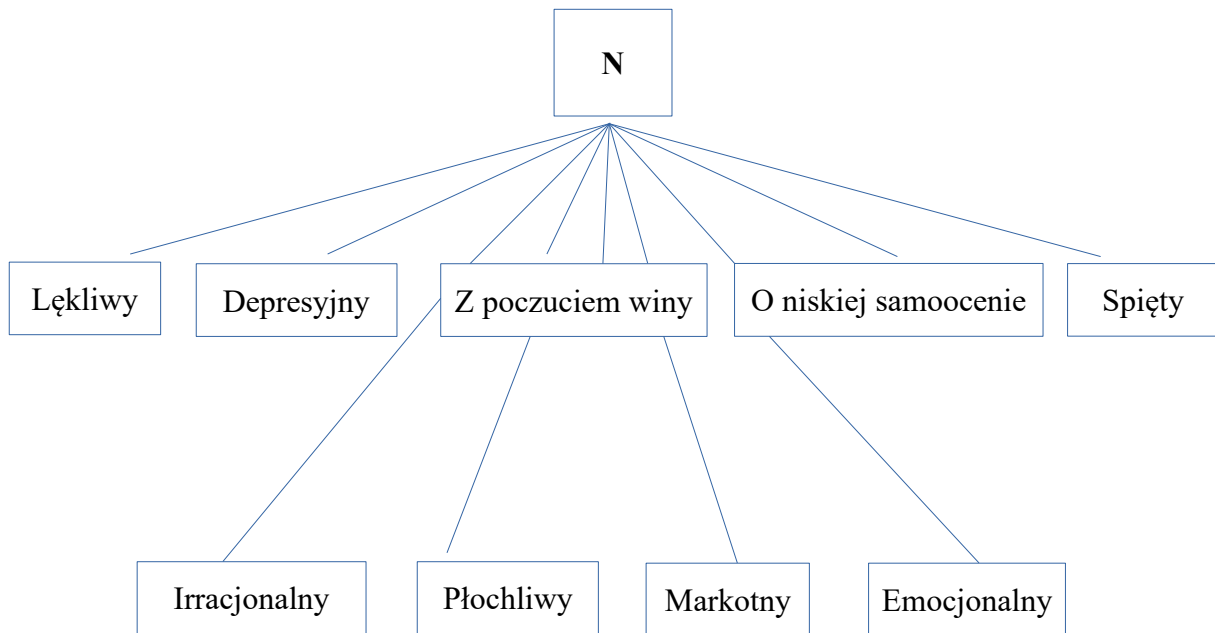 N
Lękliwy
Depresyjny
Z poczuciem winy
O niskiej samoocenie
Spięty
Irracjonalny
Płochliwy
Markotny
Emocjonalny